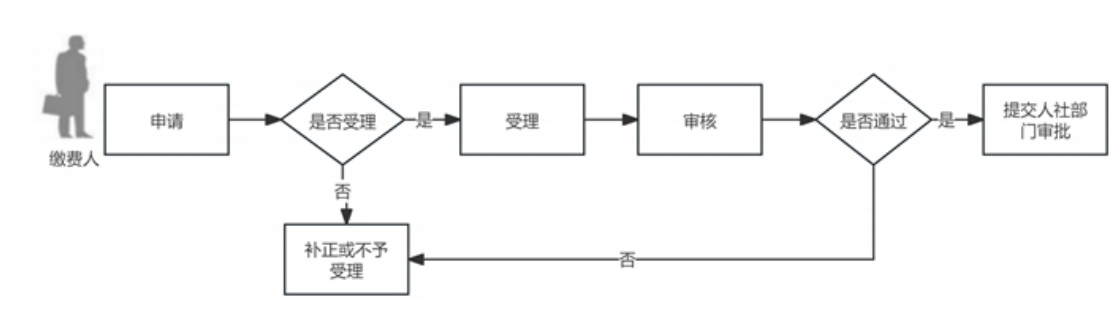 缴费人
申请
是否受理
是
受理
审核
是否通过
是
提交人社部
门审批
否
补正或不予
受理
否